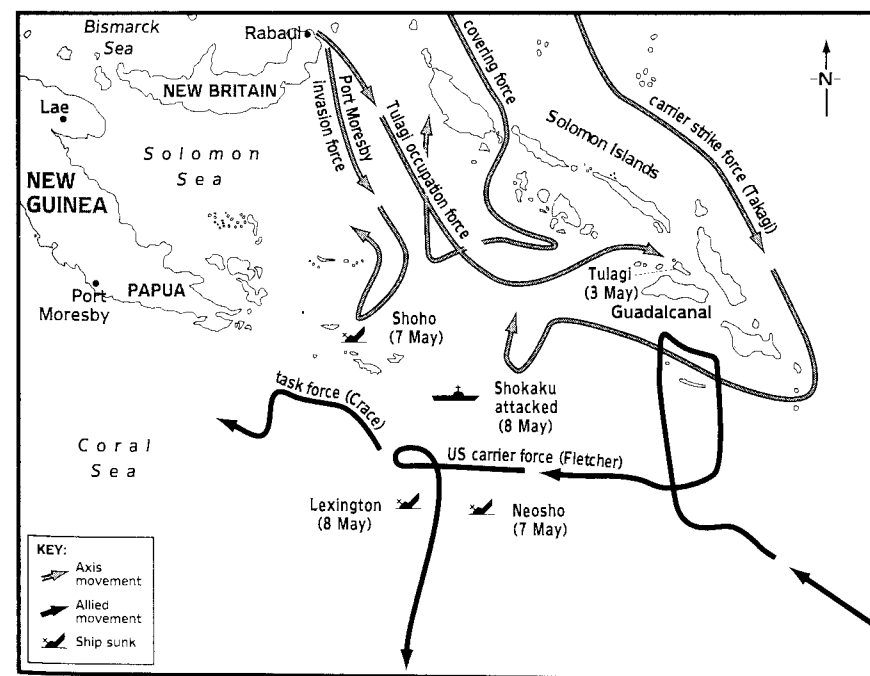 Bismarck
Sea
Rabaul
NEW BRITAIN
Lae
Solomon
Sea
NEW
GUINEA
PAPUA
Port
Moresby
Port Moresby
invasion force
Tulagi occupation force
covering force
Solomon Islands
carrier strike force (Takagi)
N
Tulagi
(3 May)
Guadalcanal
Shoho
(7 May)
Shokaku
attacked
(8 May)
task force (Crace)
US carrier force (Fletcher)
Coral
Sea
Lexington
(8 May)
Neosho
(7 May)
KEY:
Axis
movement
Allied
movement
Ship sunk